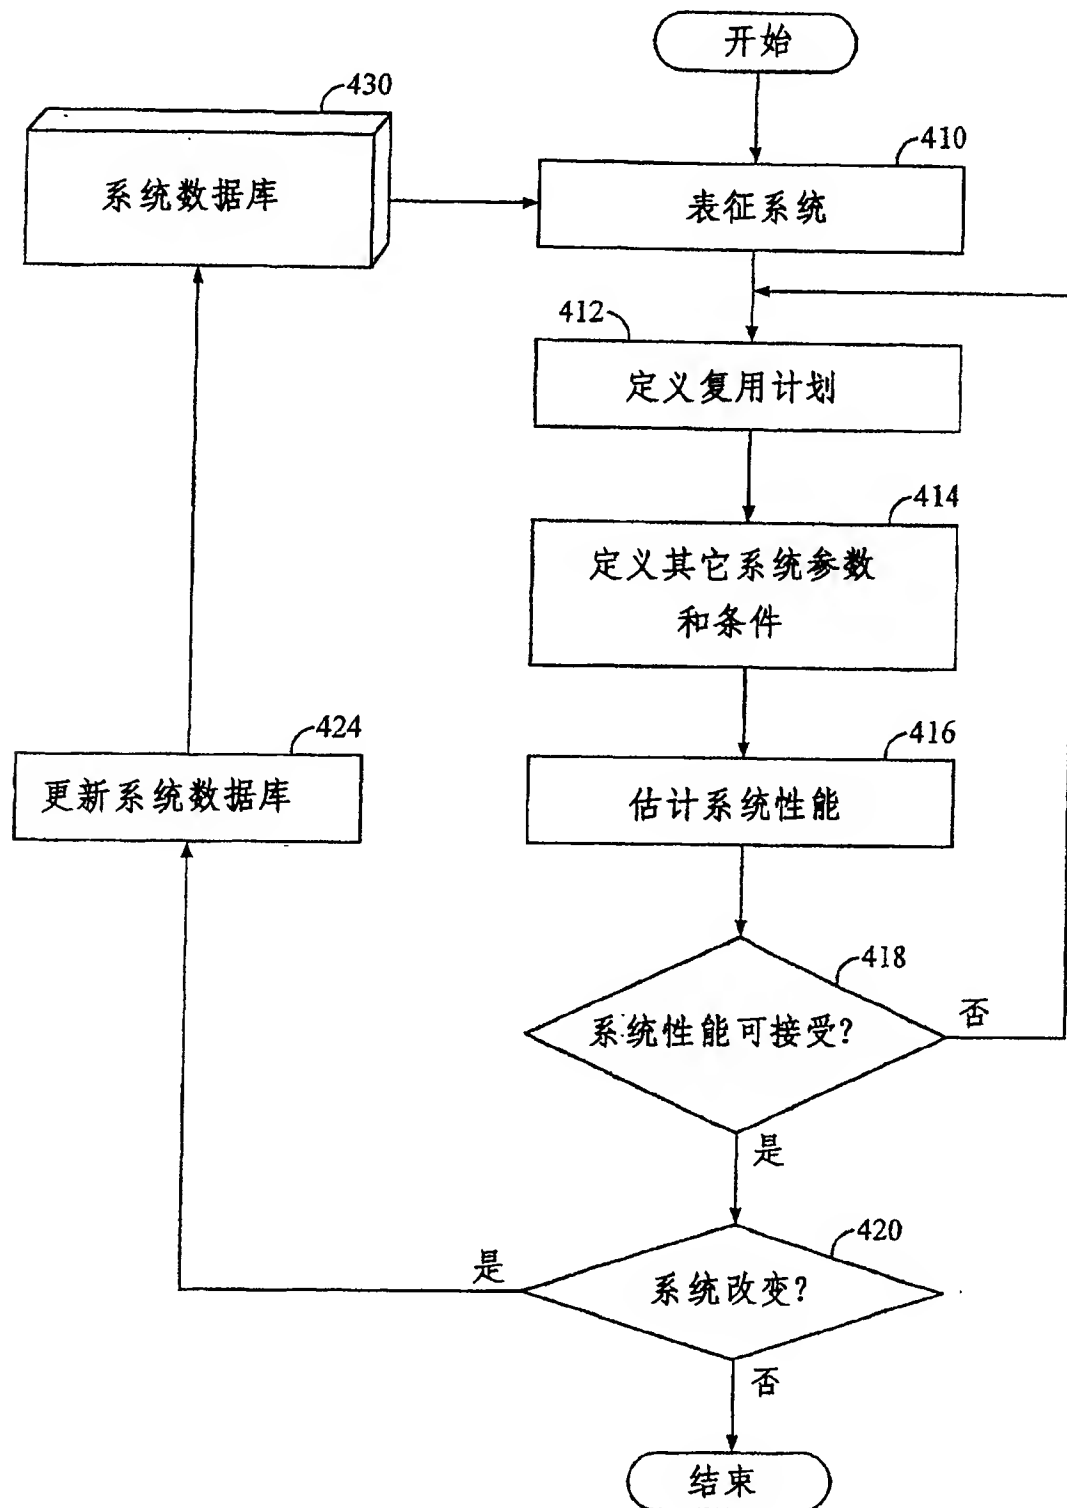 开始
430
410
系统数据库
表征系统
412
定义复用计划
414
定义其它系统参数
和条件
424
416
更新系统数据库
估计系统性能
418
系统性能可接受?
否
是
420
是
系统改变?
否
结束